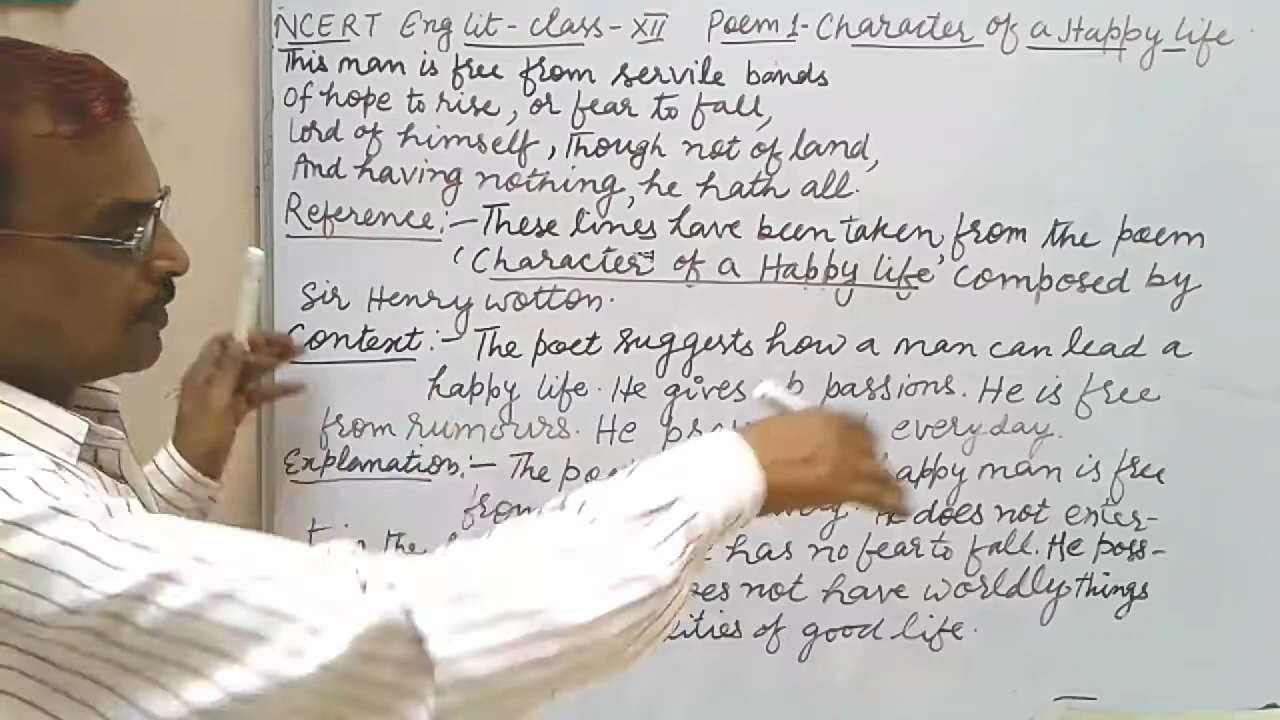 NCERT Eng lit - class - XII Poem 1 - Character of a Happy life
This man is free from servile bands
Of hope to rise, or fear to fall,
Lord of himself, Though not of land,
And having nothing, he hath all.
Reference:- These lines have been taken from the poem
'Character of a Happy life' composed by
Sir Henry wotton.
Context:- The poet suggests how a man can lead a
happy life. He gives passions. He is free
from rumours. He everyday.
Explanation:- The man is free
from does not enter-
the has no fear to fall. He poss-
not have worldly things
of good life.